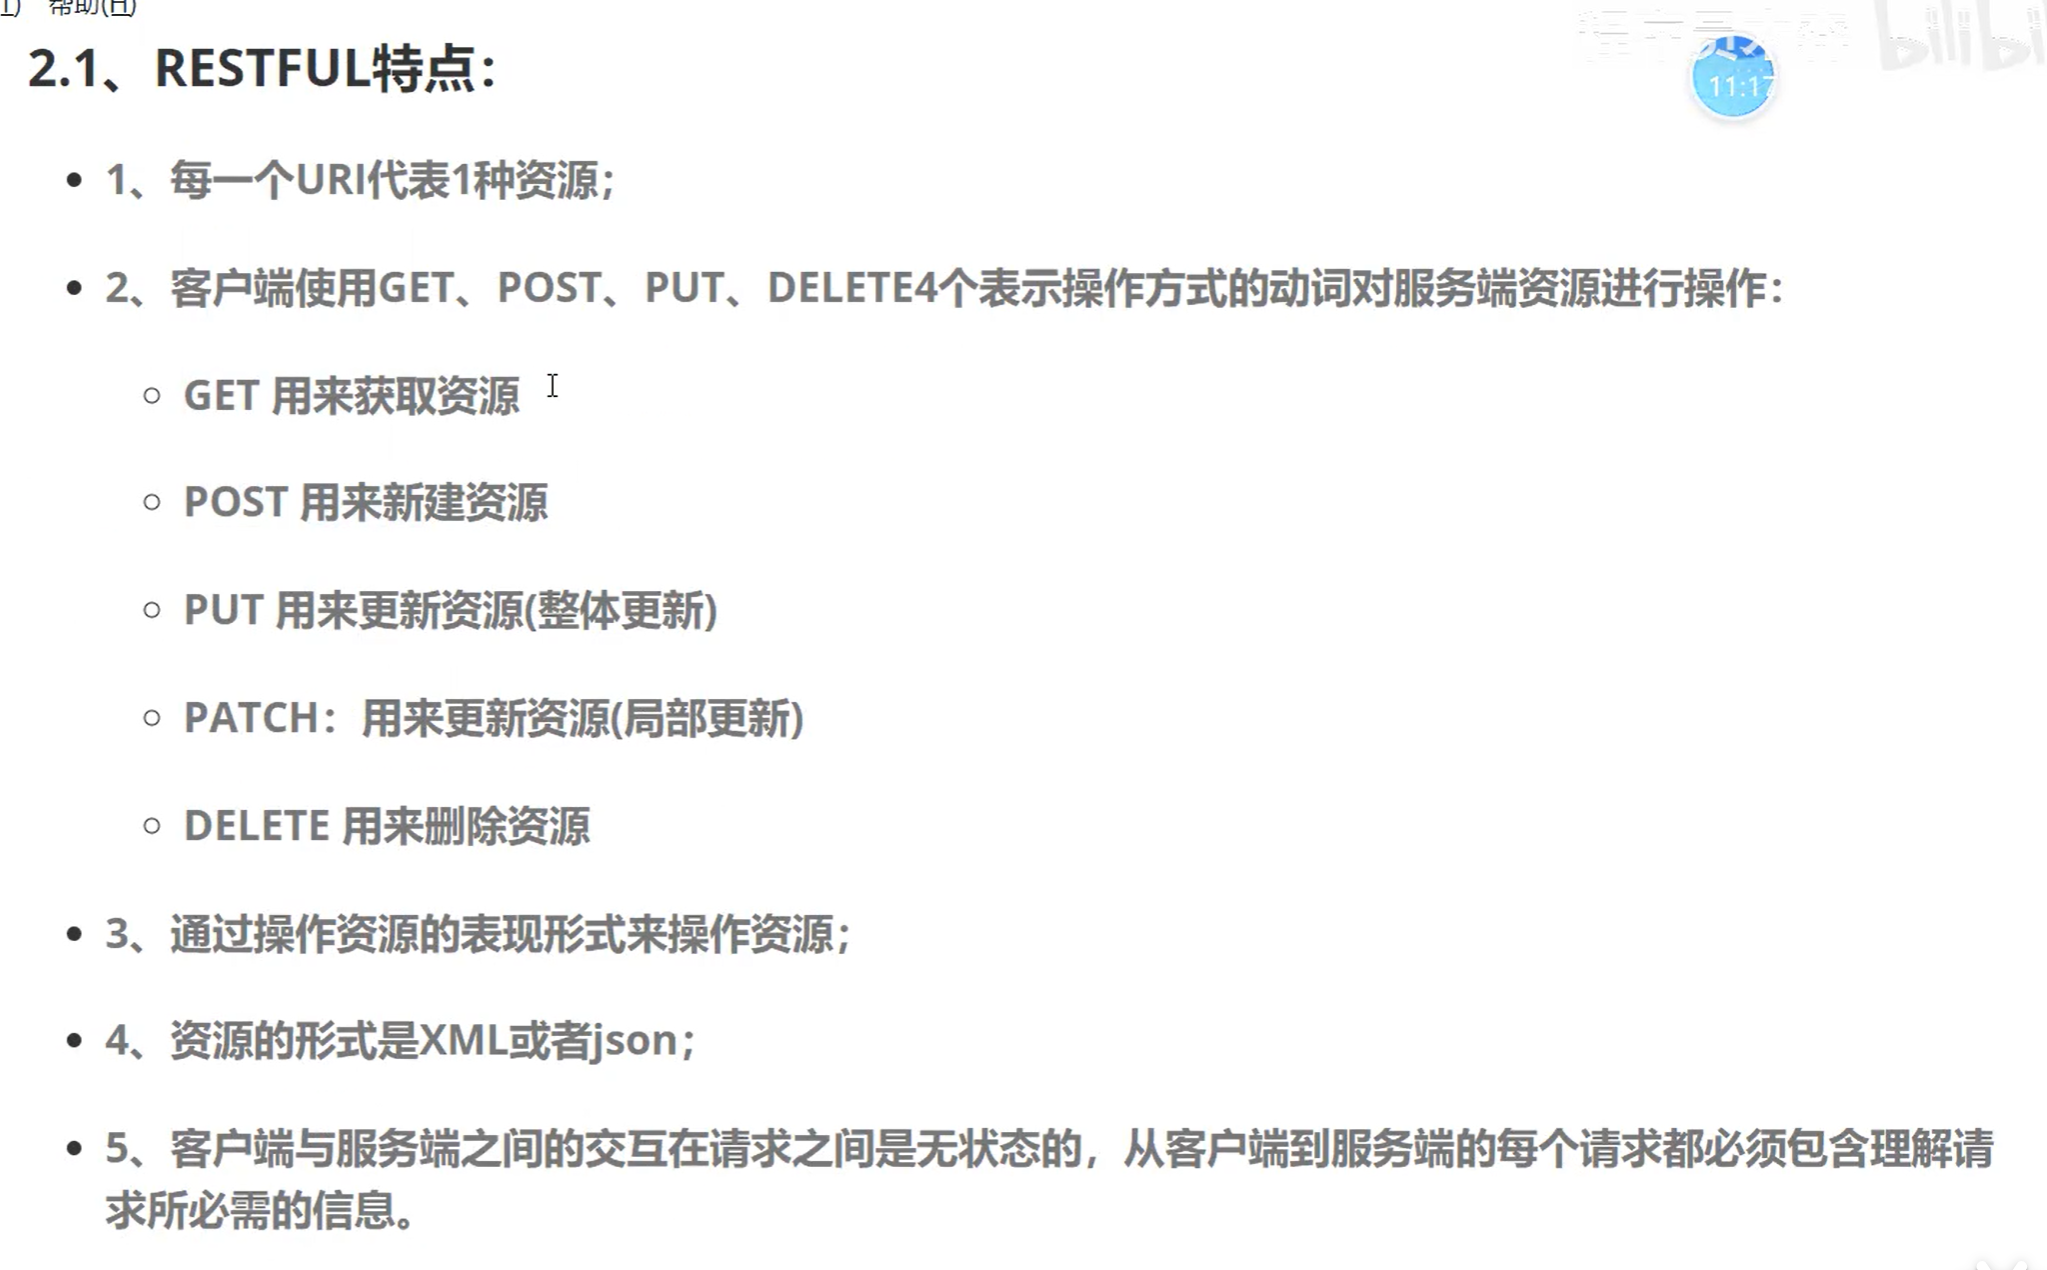 帮助(H)
2.1、RESTFUL特点：
11:17
1、每一个URI代表1种资源；
2、客户端使用GET、POST、PUT、DELETE4个表示操作方式的动词对服务端资源进行操作：
GET 用来获取资源
POST 用来新建资源
PUT 用来更新资源(整体更新)
PATCH：用来更新资源(局部更新)
DELETE 用来删除资源
3、通过操作资源的表现形式来操作资源；
4、资源的形式是XML或者json；
5、客户端与服务端之间的交互在请求之间是无状态的，从客户端到服务端的每个请求都必须包含理解请
求所必需的信息。